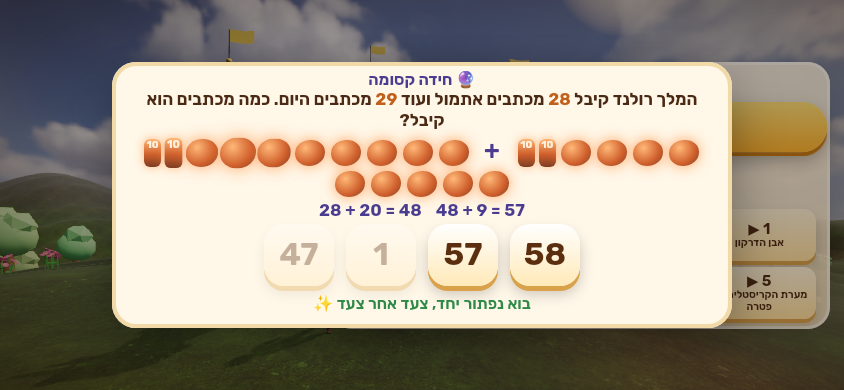 🔮 חידה קסומה
המלך רולנד קיבל 28 מכתבים אתמול ועוד 29 מכתבים היום. כמה מכתבים הוא
קיבל?
10 10 + 10 10
28 + 20 = 48   48 + 9 = 57
47 1 57 58
בוא נפתור יחד, צעד אחר צעד ✨
▶ 1
אבן הדרקון
▶ 5
מערת הקריסטלים
פטרה